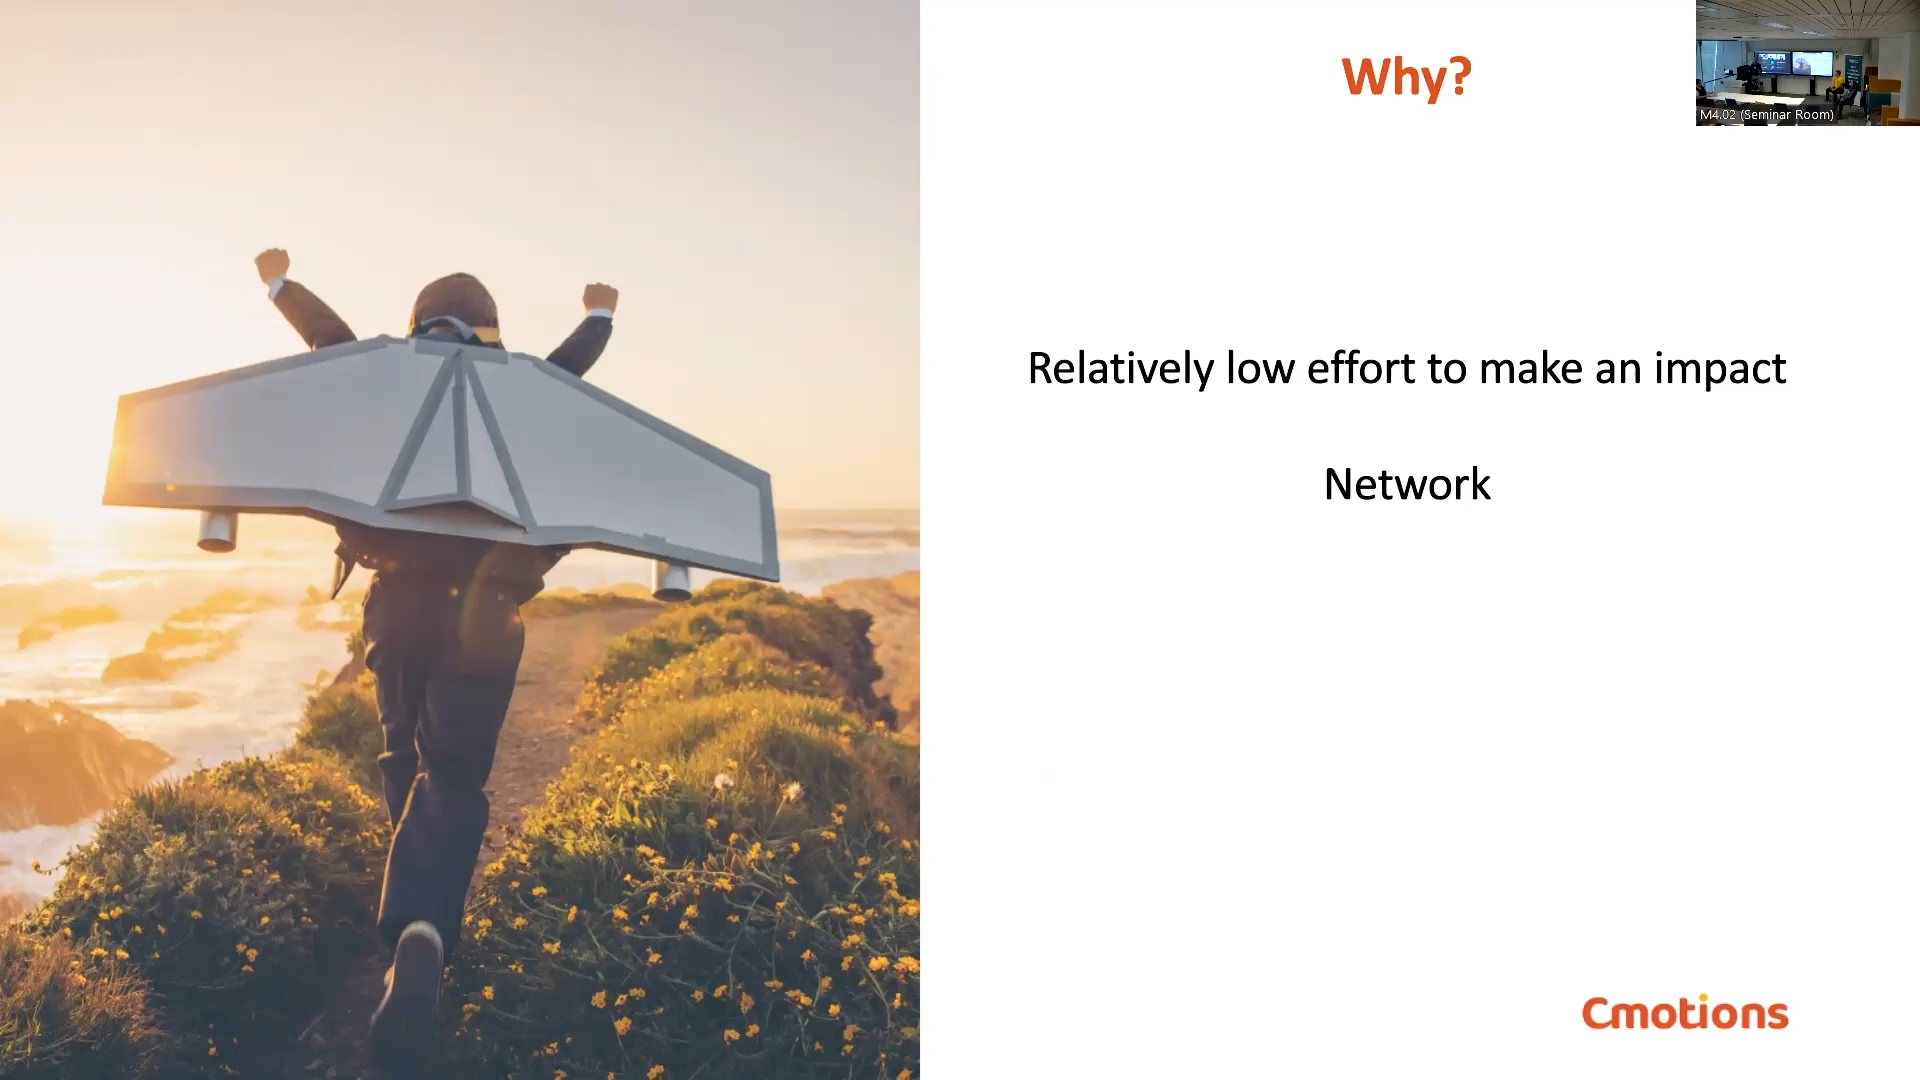 Why?
M4.02 (Seminar Room)
Relatively low effort to make an impact
Network
Cmotions